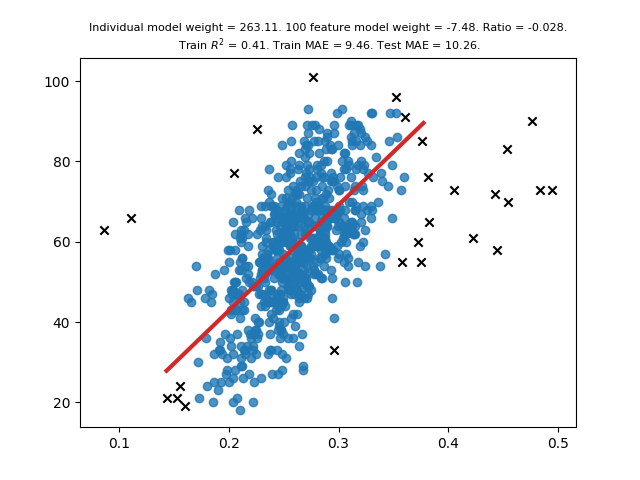 Individual model weight = 263.11. 100 feature model weight = -7.48. Ratio = -0.028.
Train R² = 0.41. Train MAE = 9.46. Test MAE = 10.26.
100
80
60
40
20
0.1 0.2 0.3 0.4 0.5